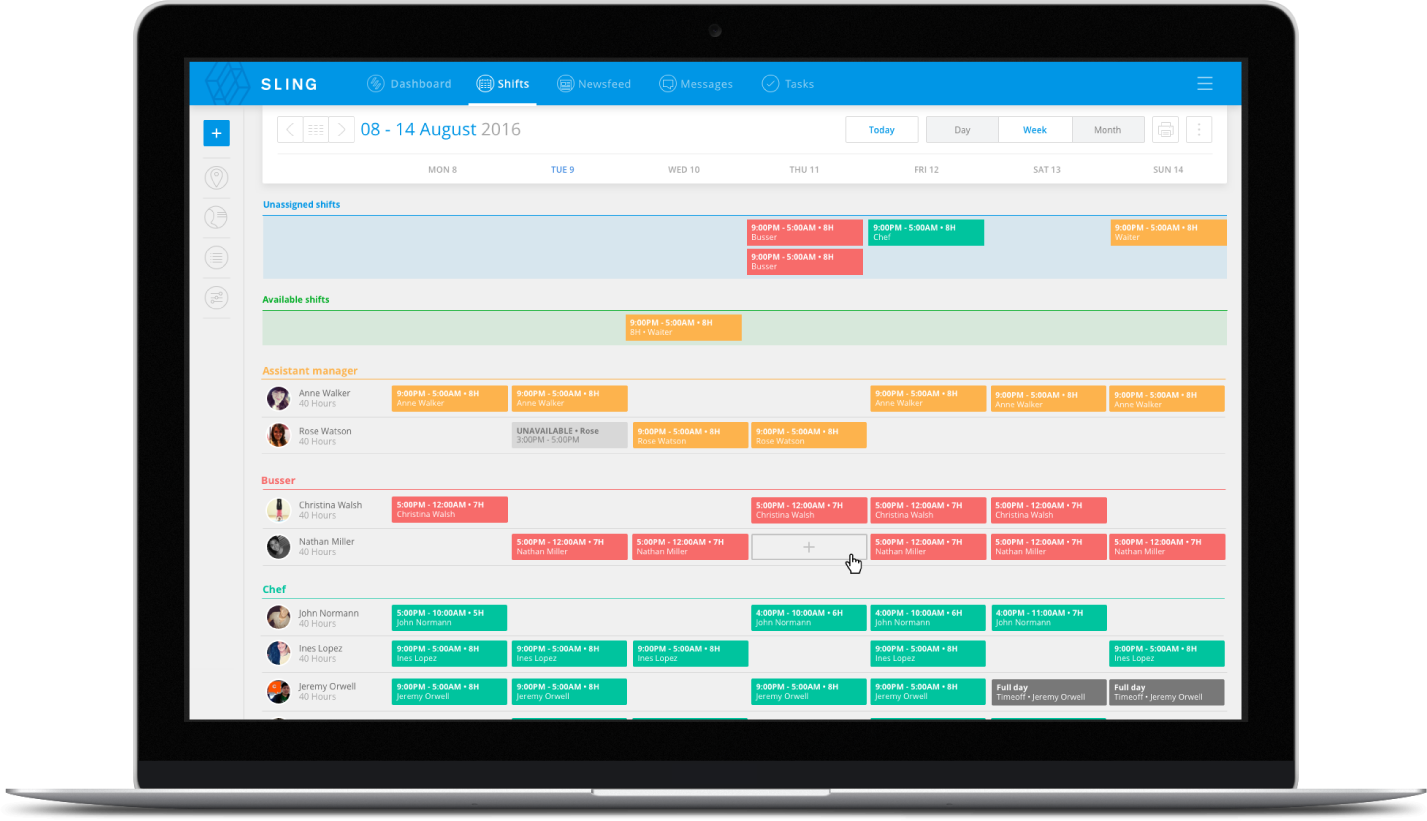 SLING Dashboard Shifts Newsfeed Messages Tasks
+
08 - 14 August 2016 Today Day Week Month
MON 8 TUE 9 WED 10 THU 11 FRI 12 SAT 13 SUN 14
Unassigned shifts
9:00PM - 5:00AM • 8H 9:00PM - 5:00AM • 8H 9:00PM - 5:00AM • 8H
Busser Chef Waiter
9:00PM - 5:00AM • 8H
Busser
Available shifts
9:00PM - 5:00AM • 8H
8H • Waiter
Assistant manager
Anne Walker 9:00PM - 5:00AM • 8H 9:00PM - 5:00AM • 8H 9:00PM - 5:00AM • 8H 9:00PM - 5:00AM • 8H 9:00PM - 5:00AM • 8H
40 Hours Anne Walker Anne Walker Anne Walker Anne Walker Anne Walker
Rose Watson UNAVAILABLE • Rose 9:00PM - 5:00AM • 8H 9:00PM - 5:00AM • 8H
40 Hours 3:00PM - 5:00PM Rose Watson Rose Watson
Busser
Christina Walsh 5:00PM - 12:00AM • 7H 5:00PM - 12:00AM • 7H 5:00PM - 12:00AM • 7H 5:00PM - 12:00AM • 7H
40 Hours Christina Walsh Christina Walsh Christina Walsh Christina Walsh
Nathan Miller 5:00PM - 12:00AM • 7H 5:00PM - 12:00AM • 7H + 5:00PM - 12:00AM • 7H 5:00PM - 12:00AM • 7H 5:00PM - 12:00AM • 7H
40 Hours Nathan Miller Nathan Miller Nathan Miller Nathan Miller Nathan Miller
Chef
John Normann 5:00PM - 10:00AM • 5H 4:00PM - 10:00AM • 6H 4:00PM - 10:00AM • 6H 4:00PM - 11:00AM • 7H
40 Hours John Normann John Normann John Normann John Normann
Ines Lopez 9:00PM - 5:00AM • 8H 9:00PM - 5:00AM • 8H 9:00PM - 5:00AM • 8H 9:00PM - 5:00AM • 8H 9:00PM - 5:00AM • 8H
40 Hours Ines Lopez Ines Lopez Ines Lopez Ines Lopez Ines Lopez
Jeremy Orwell 9:00PM - 5:00AM • 8H 9:00PM - 5:00AM • 8H 9:00PM - 5:00AM • 8H 9:00PM - 5:00AM • 8H Full day Full day
40 Hours Jeremy Orwell Jeremy Orwell Jeremy Orwell Jeremy Orwell Timeoff • Jeremy Orwell Timeoff • Jeremy Orwell